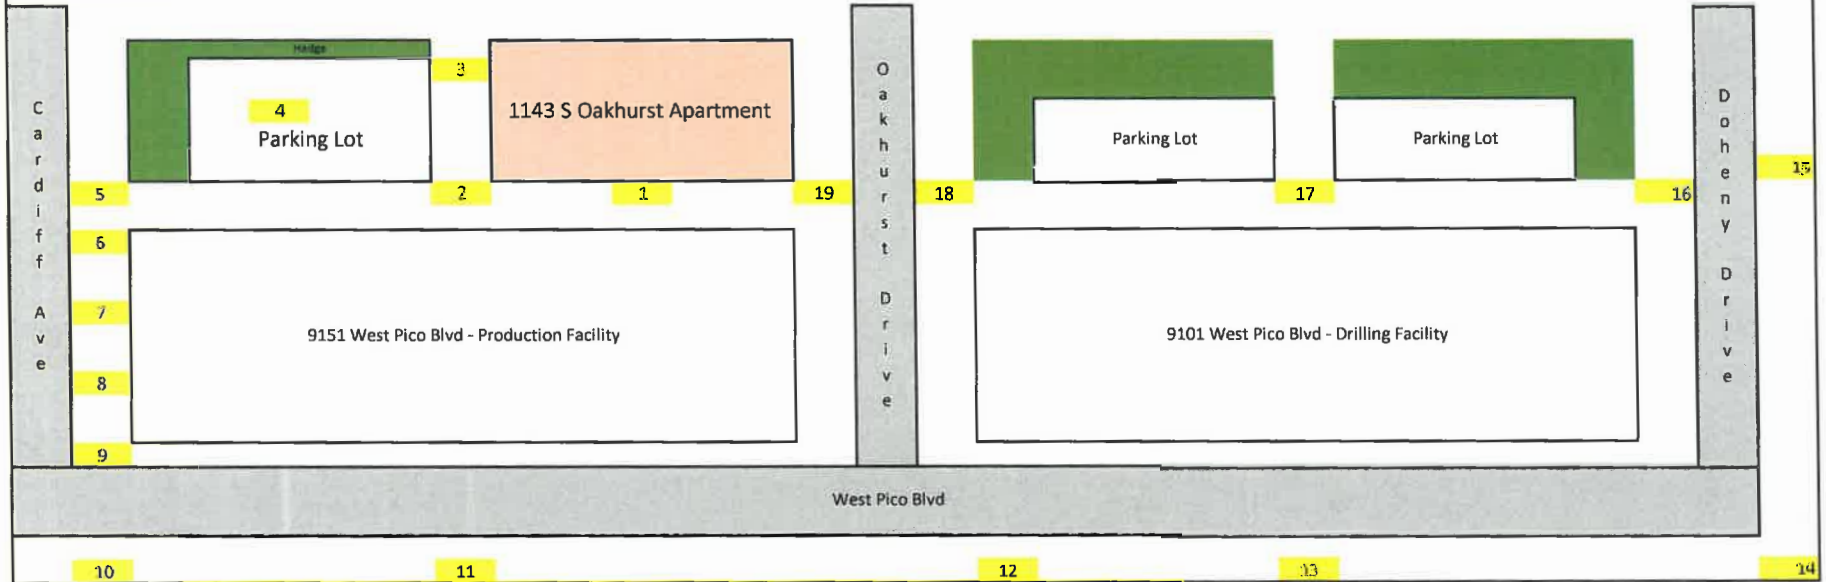 Hedge
3
4
Parking Lot
1143 S Oakhurst Apartment
Parking Lot
Parking Lot
Cardiff Ave
Oakhurst Drive
Doheny Drive
15
5
2
1
19
18
17
16
6
7
8
9
9151 West Pico Blvd - Production Facility
9101 West Pico Blvd - Drilling Facility
West Pico Blvd
10
11
12
13
14